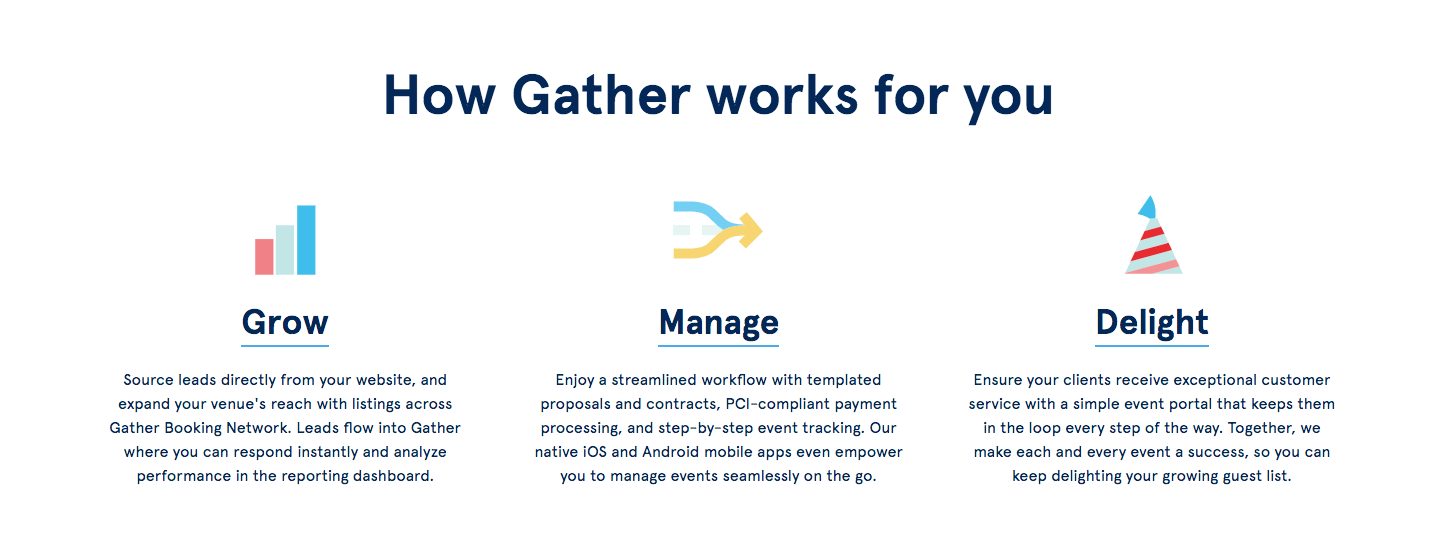 How Gather works for you
Grow
Source leads directly from your website, and
expand your venue's reach with listings across
Gather Booking Network. Leads flow into Gather
where you can respond instantly and analyze
performance in the reporting dashboard.
Manage
Enjoy a streamlined workflow with templated
proposals and contracts, PCI-compliant payment
processing, and step-by-step event tracking. Our
native iOS and Android mobile apps even empower
you to manage events seamlessly on the go.
Delight
Ensure your clients receive exceptional customer
service with a simple event portal that keeps them
in the loop every step of the way. Together, we
make each and every event a success, so you can
keep delighting your growing guest list.